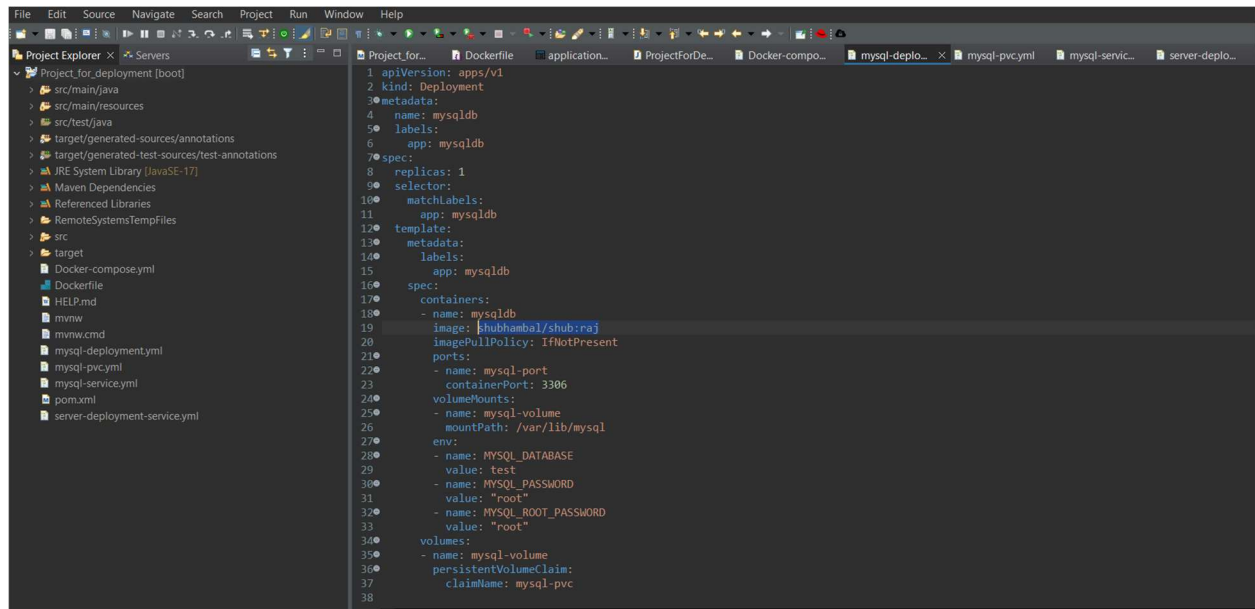 File Edit Source Navigate Search Project Run Window Help
Project Explorer Servers
Project_for_deployment [boot]
src/main/java
src/main/resources
src/test/java
target/generated-sources/annotations
target/generated-test-sources/test-annotations
JRE System Library [JavaSE-17]
Maven Dependencies
Referenced Libraries
RemoteSystemsTempFiles
src
target
Docker-compose.yml
Dockerfile
HELP.md
mvnw
mvnw.cmd
mysql-deployment.yml
mysql-pvc.yml
mysql-service.yml
pom.xml
server-deployment-service.yml
Project_for... Dockerfile application... ProjectForDe... Docker-compo... mysql-deplo... mysql-pvc.yml mysql-servic... server-deplo...
1 apiVersion: apps/v1
2 kind: Deployment
3 metadata:
4   name: mysqldb
5   labels:
6     app: mysqldb
7 spec:
8   replicas: 1
9   selector:
10     matchLabels:
11       app: mysqldb
12   template:
13     metadata:
14       labels:
15         app: mysqldb
16     spec:
17       containers:
18       - name: mysqldb
19         image: shubhambal/shub:raj
20         imagePullPolicy: IfNotPresent
21         ports:
22         - name: mysql-port
23           containerPort: 3306
24         volumeMounts:
25         - name: mysql-volume
26           mountPath: /var/lib/mysql
27         env:
28         - name: MYSQL_DATABASE
29           value: test
30         - name: MYSQL_PASSWORD
31           value: "root"
32         - name: MYSQL_ROOT_PASSWORD
33           value: "root"
34       volumes:
35       - name: mysql-volume
36         persistentVolumeClaim:
37           claimName: mysql-pvc
38